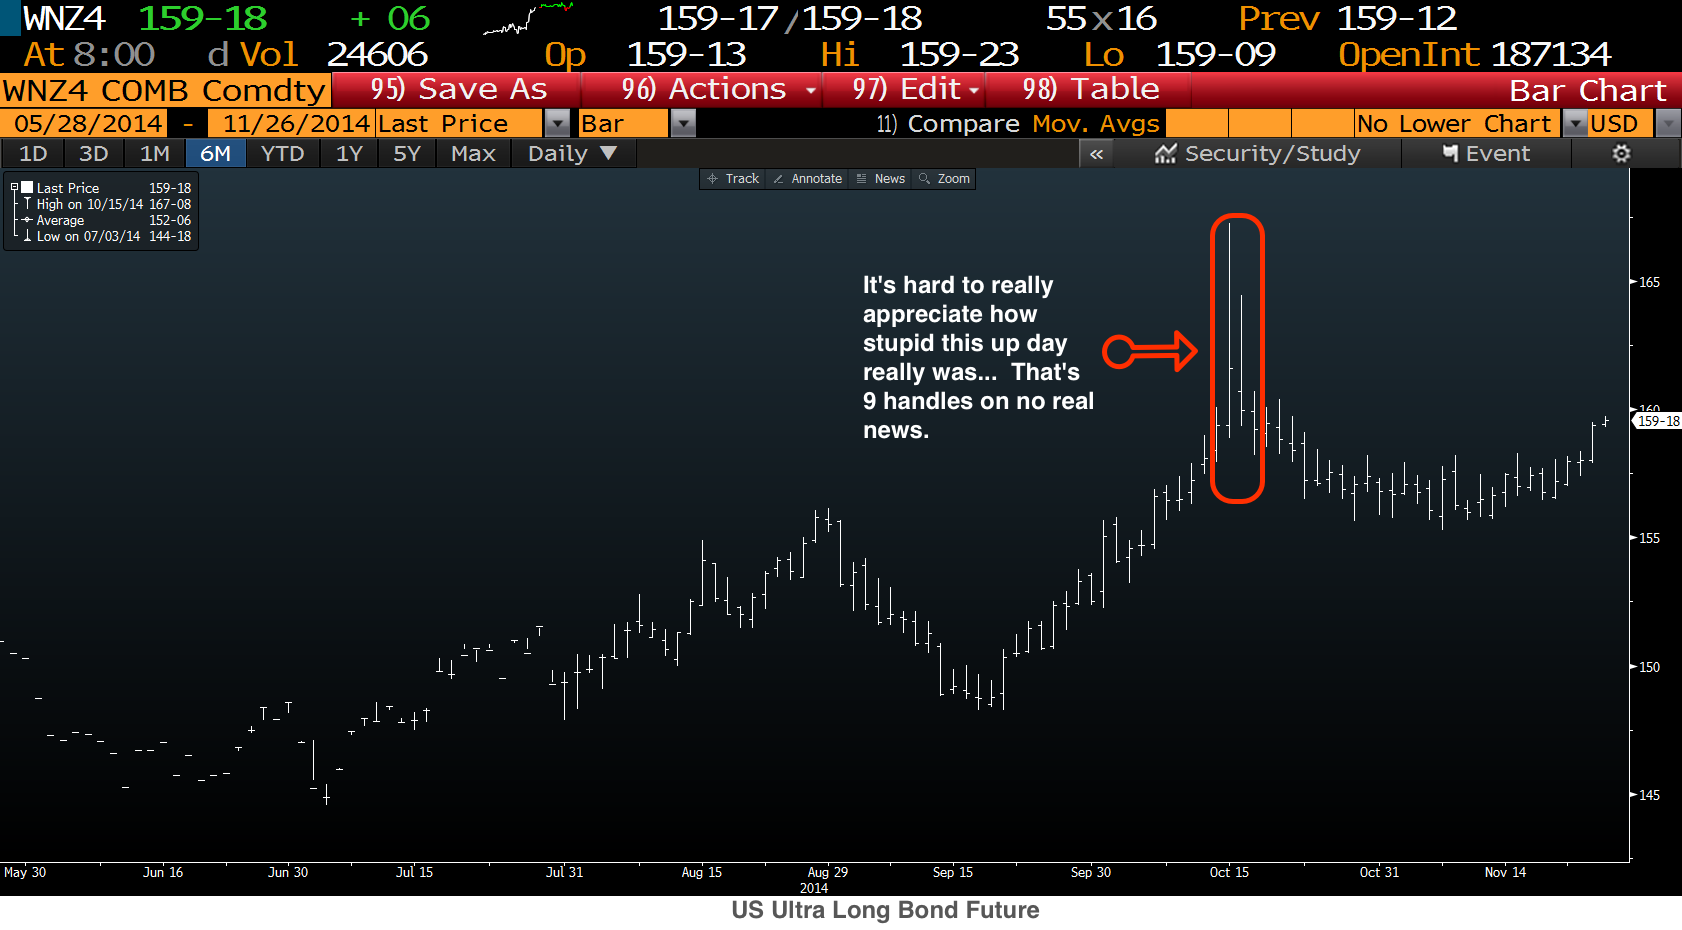 WNZ4 159-18 + 06 159-17/159-18 55x16 Prev 159-12
At 8:00 d Vol 24606 Op 159-13 Hi 159-23 Lo 159-09 OpenInt 187134
WNZ4 COMB Comdty 95) Save As 96) Actions 97) Edit 98) Table Bar Chart
05/28/2014 - 11/26/2014 Last Price Bar 11) Compare Mov. Avgs No Lower Chart USD
1D 3D 1M 6M YTD 1Y 5Y Max Daily ▼ « Security/Study Event
Track Annotate News Zoom
Last Price 159-18
High on 10/15/14 167-08
Average 152-06
Low on 07/03/14 144-18
It's hard to really
appreciate how
stupid this up day
really was... That's
9 handles on no real
news.
165
160
159-18
155
150
145
May 30 Jun 16 Jun 30 Jul 15 Jul 31 Aug 15 Aug 29 Sep 15 Sep 30 Oct 15 Oct 31 Nov 14
2014
US Ultra Long Bond Future